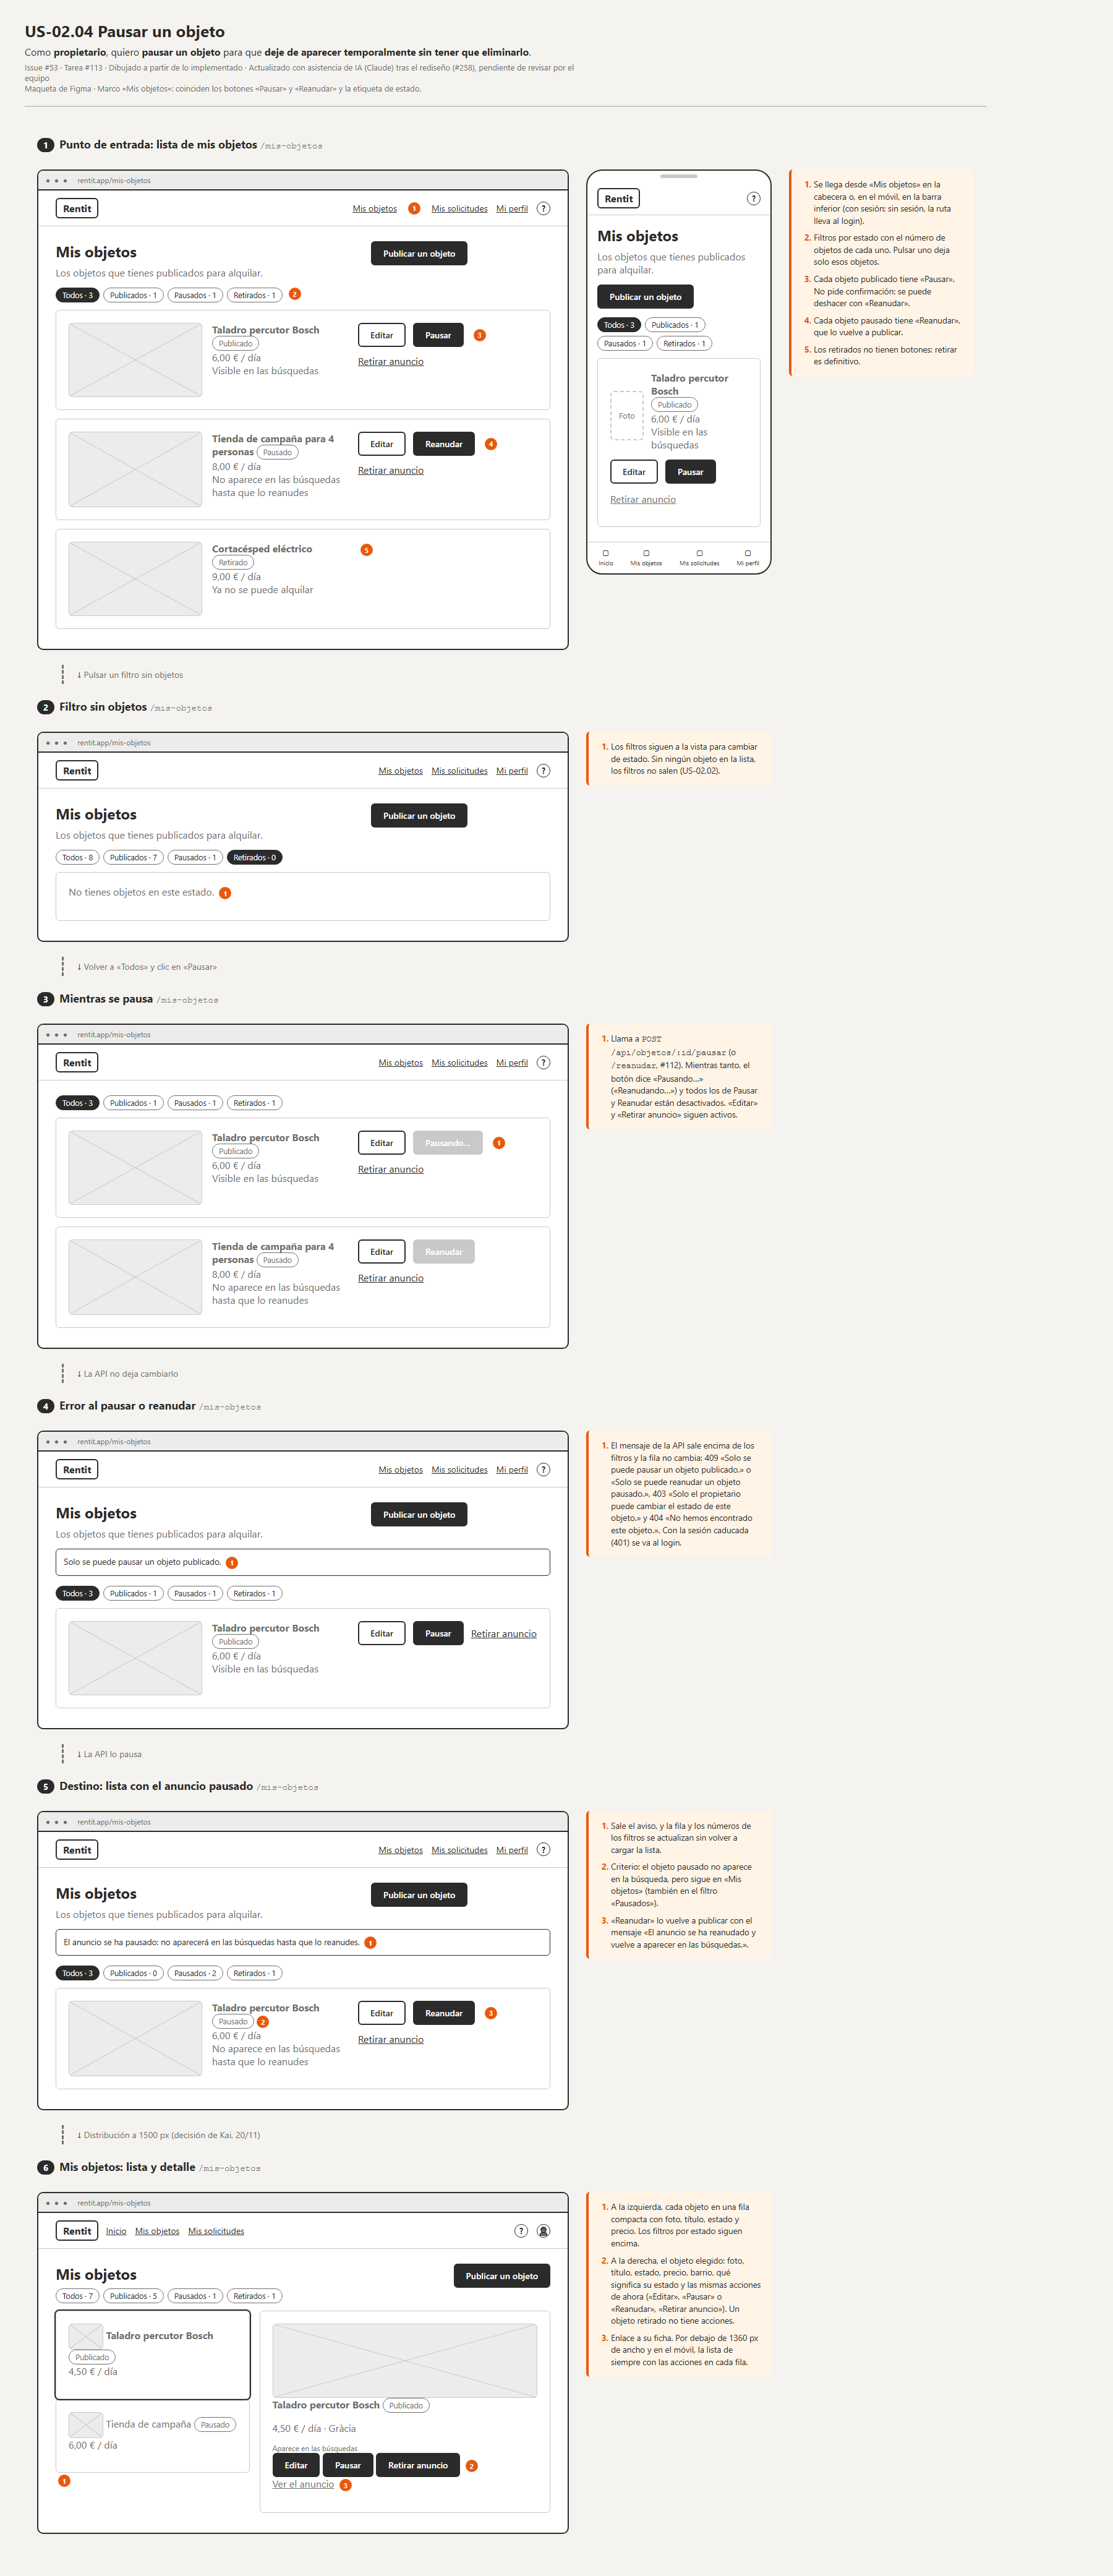 US-02.04 Pausar un objeto
Como propietario, quiero pausar un objeto para que deje de aparecer temporalmente sin tener que eliminarlo.
Issue #53 · Tarea #113 · Dibujado a partir de lo implementado · Actualizado con asistencia de IA (Claude) tras el rediseño (#258), pendiente de revisar por el
equipo
Maqueta de Figma · Marco «Mis objetos»: coinciden los botones «Pausar» y «Reanudar» y la etiqueta de estado.
1 Punto de entrada: lista de mis objetos /mis-objetos
rentit.app/mis-objetos
Rentit
Mis objetos 1 Mis solicitudes Mi perfil ?
Mis objetos
Publicar un objeto
Los objetos que tienes publicados para alquilar.
Todos · 3 Publicados · 1 Pausados · 1 Retirados · 1 2
Taladro percutor Bosch
Publicado
6,00 € / día
Visible en las búsquedas
Editar Pausar 3
Retirar anuncio
Tienda de campaña para 4
personas Pausado
8,00 € / día
No aparece en las búsquedas
hasta que lo reanudes
Editar Reanudar 4
Retirar anuncio
Cortacésped eléctrico
Retirado
9,00 € / día
Ya no se puede alquilar
5
Rentit ?
Mis objetos
Los objetos que tienes publicados
para alquilar.
Publicar un objeto
Todos · 3 Publicados · 1
Pausados · 1 Retirados · 1
Foto
Taladro percutor
Bosch
Publicado
6,00 € / día
Visible en las
búsquedas
Editar Pausar
Retirar anuncio
Inicio Mis objetos Mis solicitudes Mi perfil
1. Se llega desde «Mis objetos» en la
cabecera o, en el móvil, en la barra
inferior (con sesión; sin sesión, la ruta
lleva al login).
2. Filtros por estado con el número de
objetos de cada uno. Pulsar uno deja
solo esos objetos.
3. Cada objeto publicado tiene «Pausar».
No pide confirmación: se puede
deshacer con «Reanudar».
4. Cada objeto pausado tiene «Reanudar»,
que lo vuelve a publicar.
5. Los retirados no tienen botones: retirar
es definitivo.
↓ Pulsar un filtro sin objetos
2 Filtro sin objetos /mis-objetos
rentit.app/mis-objetos
Rentit
Mis objetos Mis solicitudes Mi perfil ?
Mis objetos
Publicar un objeto
Los objetos que tienes publicados para alquilar.
Todos · 8 Publicados · 7 Pausados · 1 Retirados · 0
No tienes objetos en este estado. 1
1. Los filtros siguen a la vista para cambiar
de estado. Sin ningún objeto en la lista,
los filtros no salen (US-02.02).
↓ Volver a «Todos» y clic en «Pausar»
3 Mientras se pausa /mis-objetos
rentit.app/mis-objetos
Rentit
Mis objetos Mis solicitudes Mi perfil ?
Todos · 3 Publicados · 1 Pausados · 1 Retirados · 1
Taladro percutor Bosch
Publicado
6,00 € / día
Visible en las búsquedas
Editar Pausando… 1
Retirar anuncio
Tienda de campaña para 4
personas Pausado
8,00 € / día
No aparece en las búsquedas
hasta que lo reanudes
Editar Reanudar
Retirar anuncio
1. Llama a POST
/api/objetos/:id/pausar (o
/reanudar, #112). Mientras tanto, el
botón dice «Pausando…»
(«Reanudando…») y todos los de Pausar
y Reanudar están desactivados. «Editar»
y «Retirar anuncio» siguen activos.
↓ La API no deja cambiarlo
4 Error al pausar o reanudar /mis-objetos
rentit.app/mis-objetos
Rentit
Mis objetos Mis solicitudes Mi perfil ?
Mis objetos
Publicar un objeto
Los objetos que tienes publicados para alquilar.
Solo se puede pausar un objeto publicado. 1
Todos · 3 Publicados · 1 Pausados · 1 Retirados · 1
Taladro percutor Bosch
Publicado
6,00 € / día
Visible en las búsquedas
Editar Pausar Retirar anuncio
1. El mensaje de la API sale encima de los
filtros y la fila no cambia: 409 «Solo se
puede pausar un objeto publicado.» o
«Solo se puede reanudar un objeto
pausado.», 403 «Solo el propietario
puede cambiar el estado de este
objeto.» y 404 «No hemos encontrado
este objeto.». Con la sesión caducada
(401) se va al login.
↓ La API lo pausa
5 Destino: lista con el anuncio pausado /mis-objetos
rentit.app/mis-objetos
Rentit
Mis objetos Mis solicitudes Mi perfil ?
Mis objetos
Publicar un objeto
Los objetos que tienes publicados para alquilar.
El anuncio se ha pausado: no aparecerá en las búsquedas hasta que lo reanudes. 1
Todos · 3 Publicados · 0 Pausados · 2 Retirados · 1
Taladro percutor Bosch
Pausado 2
6,00 € / día
No aparece en las búsquedas
hasta que lo reanudes
Editar Reanudar 3
Retirar anuncio
1. Sale el aviso, y la fila y los números de
los filtros se actualizan sin volver a
cargar la lista.
2. Criterio: el objeto pausado no aparece
en la búsqueda, pero sigue en «Mis
objetos» (también en el filtro
«Pausados»).
3. «Reanudar» lo vuelve a publicar con el
mensaje «El anuncio se ha reanudado y
vuelve a aparecer en las búsquedas.».
↓ Distribución a 1500 px (decisión de Kai, 20/11)
6 Mis objetos: lista y detalle /mis-objetos
rentit.app/mis-objetos
Rentit Inicio Mis objetos Mis solicitudes ?
Mis objetos
Publicar un objeto
Todos · 7 Publicados · 5 Pausados · 1 Retirados · 1
Taladro percutor Bosch
Publicado
4,50 € / día
Tienda de campaña Pausado
6,00 € / día
1
Taladro percutor Bosch Publicado
4,50 € / día · Gràcia
Aparece en las búsquedas
Editar Pausar Retirar anuncio 2
Ver el anuncio 3
1. A la izquierda, cada objeto en una fila
compacta con foto, título, estado y
precio. Los filtros por estado siguen
encima.
2. A la derecha, el objeto elegido: foto,
título, estado, precio, barrio, qué
significa su estado y las mismas acciones
de ahora («Editar», «Pausar» o
«Reanudar», «Retirar anuncio»). Un
objeto retirado no tiene acciones.
3. Enlace a su ficha. Por debajo de 1360 px
de ancho y en el móvil, la lista de
siempre con las acciones en cada fila.